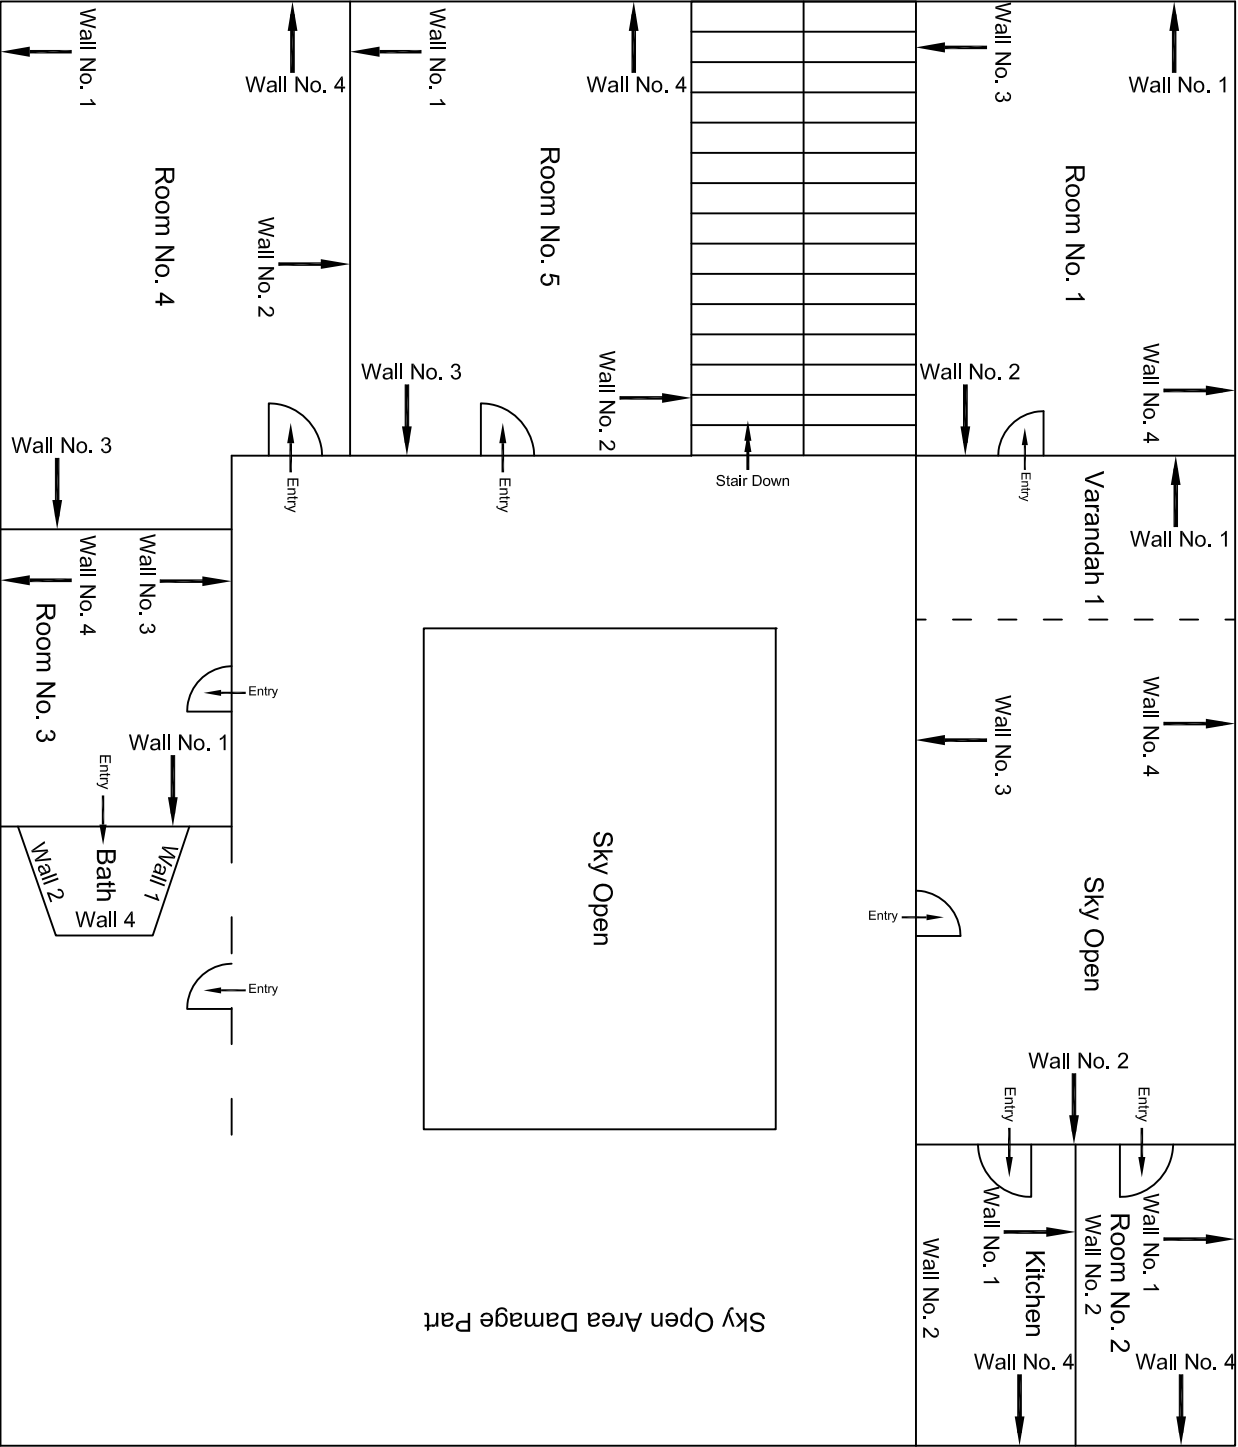 Wall No. 1
Wall No. 4
Room No. 4
Wall No. 2
Wall No. 3
Entry
Wall No. 1
Wall No. 4
Room No. 5
Wall No. 3
Wall No. 2
Entry
Stair Down
Wall No. 3
Wall No. 1
Room No. 1
Wall No. 2
Wall No. 4
Entry
Varandah 1
Wall No. 1
Wall No. 4
Wall No. 3
Room No. 3
Entry
Wall No. 1
Entry
Bath
Wall 1
Wall 2
Wall 4
Entry
Sky Open
Wall No. 3
Wall No. 4
Sky Open
Entry
Wall No. 2
Entry
Entry
Wall No. 1
Kitchen
Wall No. 2
Wall No. 4
Wall No. 1
Room No. 2
Wall No. 2
Wall No. 4
Sky Open Area Damage Part